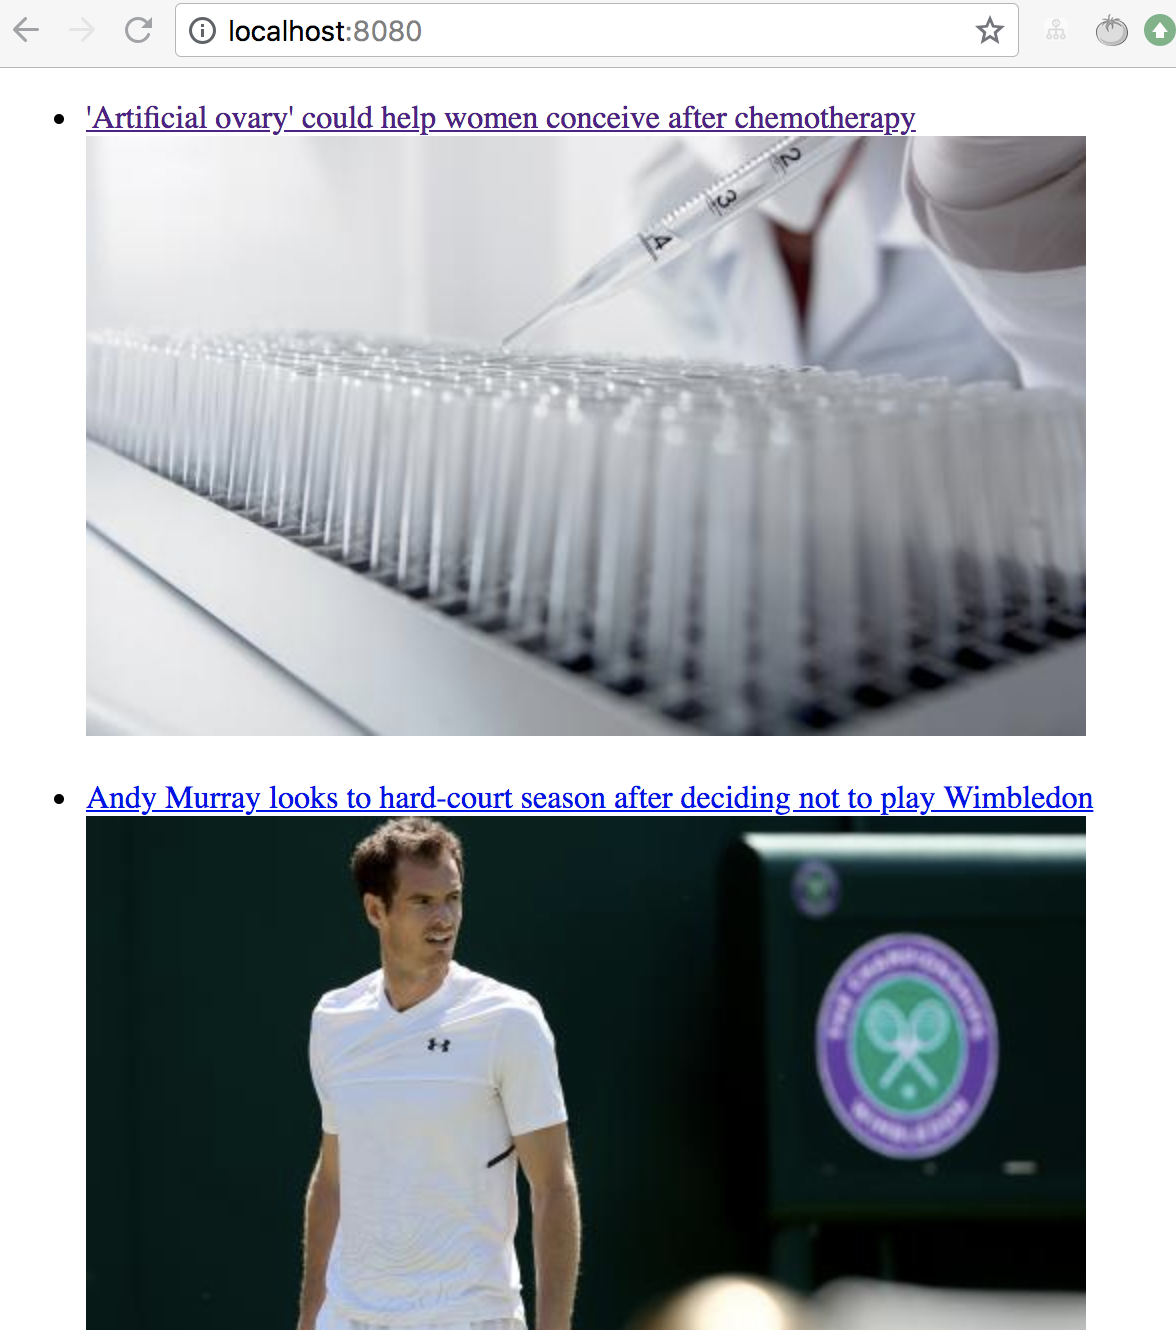 localhost:8080
'Artificial ovary' could help women conceive after chemotherapy
2
3
4
Andy Murray looks to hard-court season after deciding not to play Wimbledon
THE CHAMPIONSHIPS
WIMBLEDON